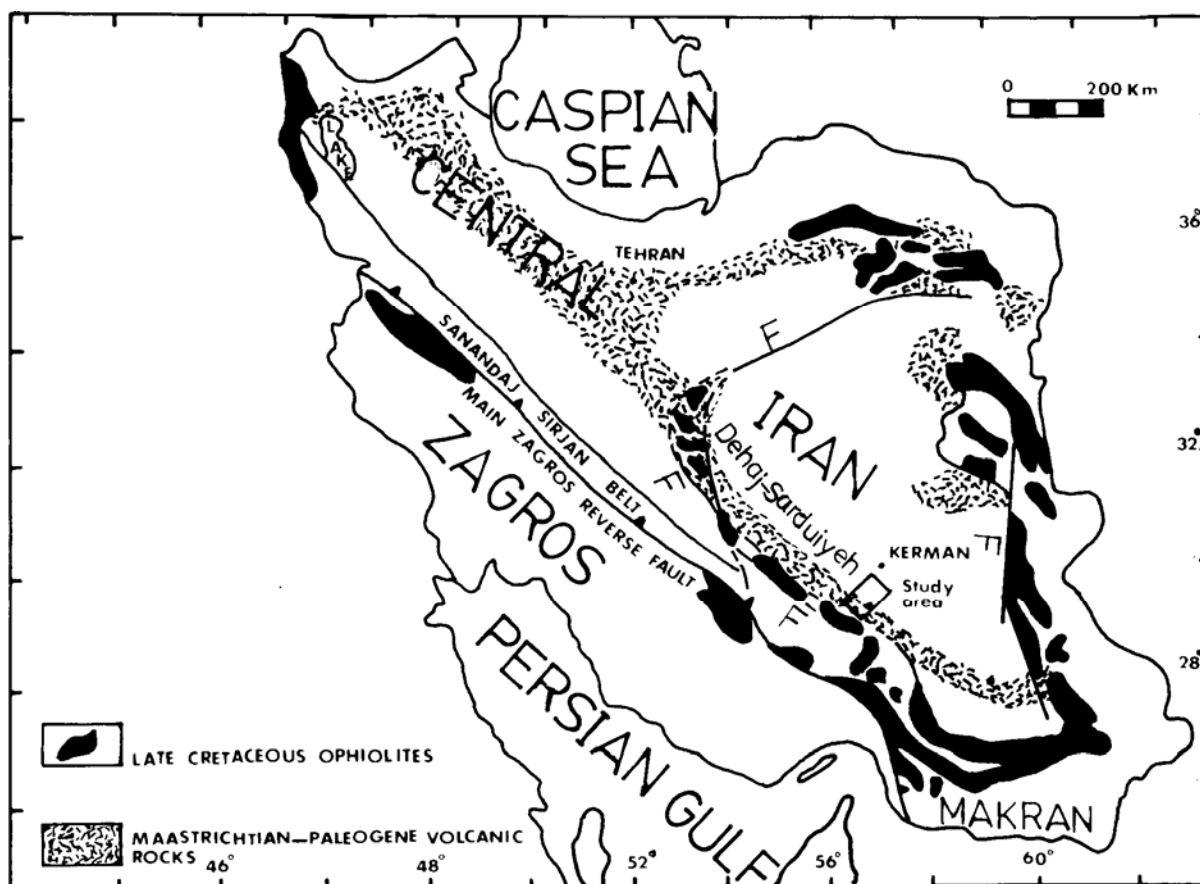 CASPIAN
SEA
0 200 Km
LAKE
CENTRAL
36°
TEHRAN
F
SANANDAJ SIRJAN BELT
MAIN ZAGROS REVERSE FAULT
ZAGROS
IRAN
32
Dehaj-Sarduiyeh
F
F
KERMAN
Study
area
F
28
PERSIAN GULF
LATE CRETACEOUS OPHIOLITES
MAKRAN
MAASTRICHTIAN—PALEOGENE VOLCANIC
ROCKS
46° 48° 52° 56° 60°